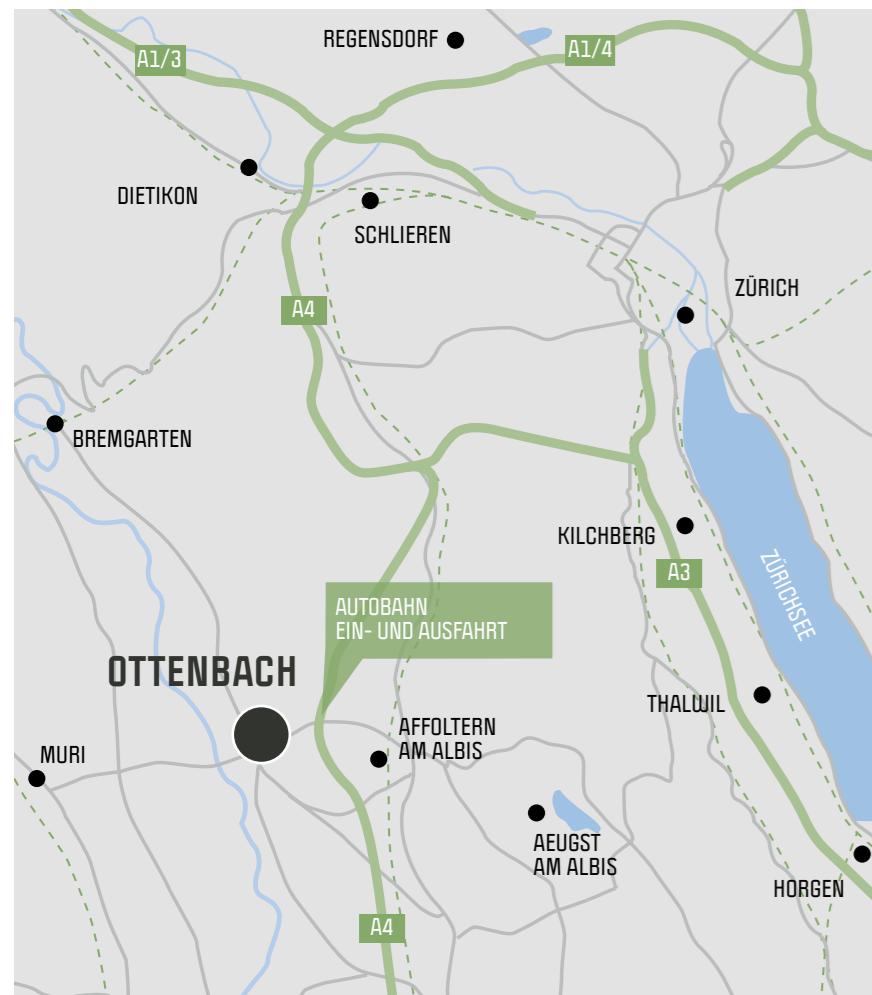 REGENSDORF
A1/4
A1/3
DIETIKON
SCHLIEREN
ZÜRICH
A4
BREMGARTEN
KILCHBERG
A3
ZÜRICHSEE
AUTOBAHN
EIN- UND AUSFAHRT
OTTENBACH
THALWIL
AFFOLTERN
AM ALBIS
MURI
AEUGST
AM ALBIS
HORGEN
A4